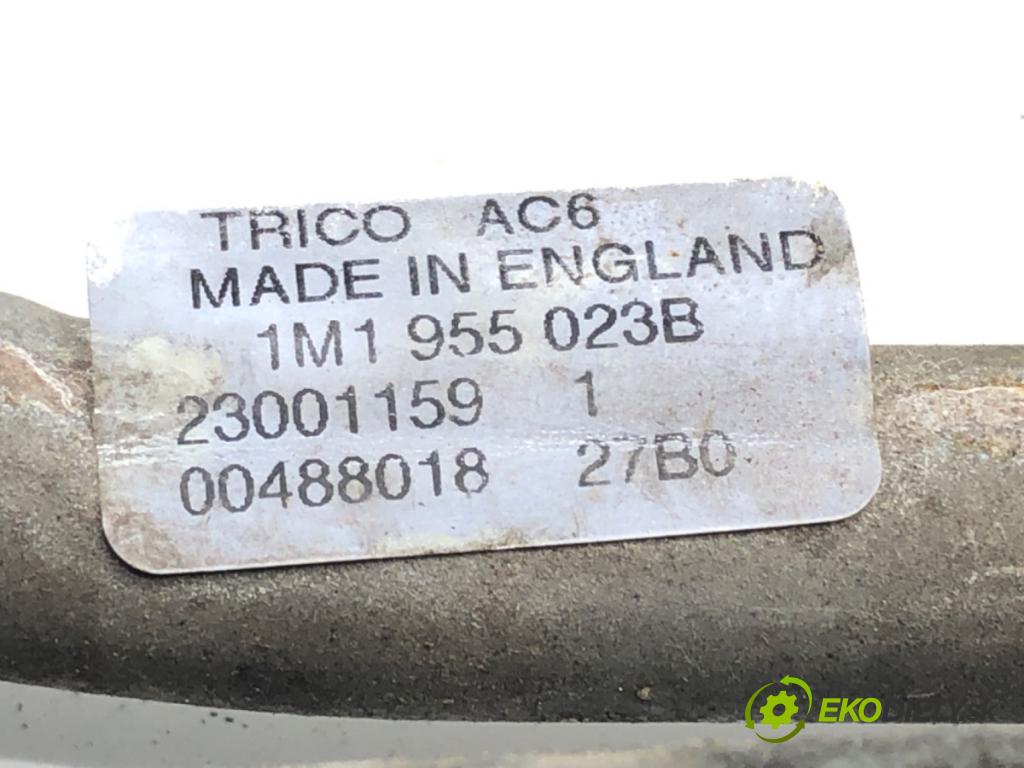 TRICO AC6
MADE IN ENGLAND
1M1 955 023B
23001159 1
00488018 27B0
EKO